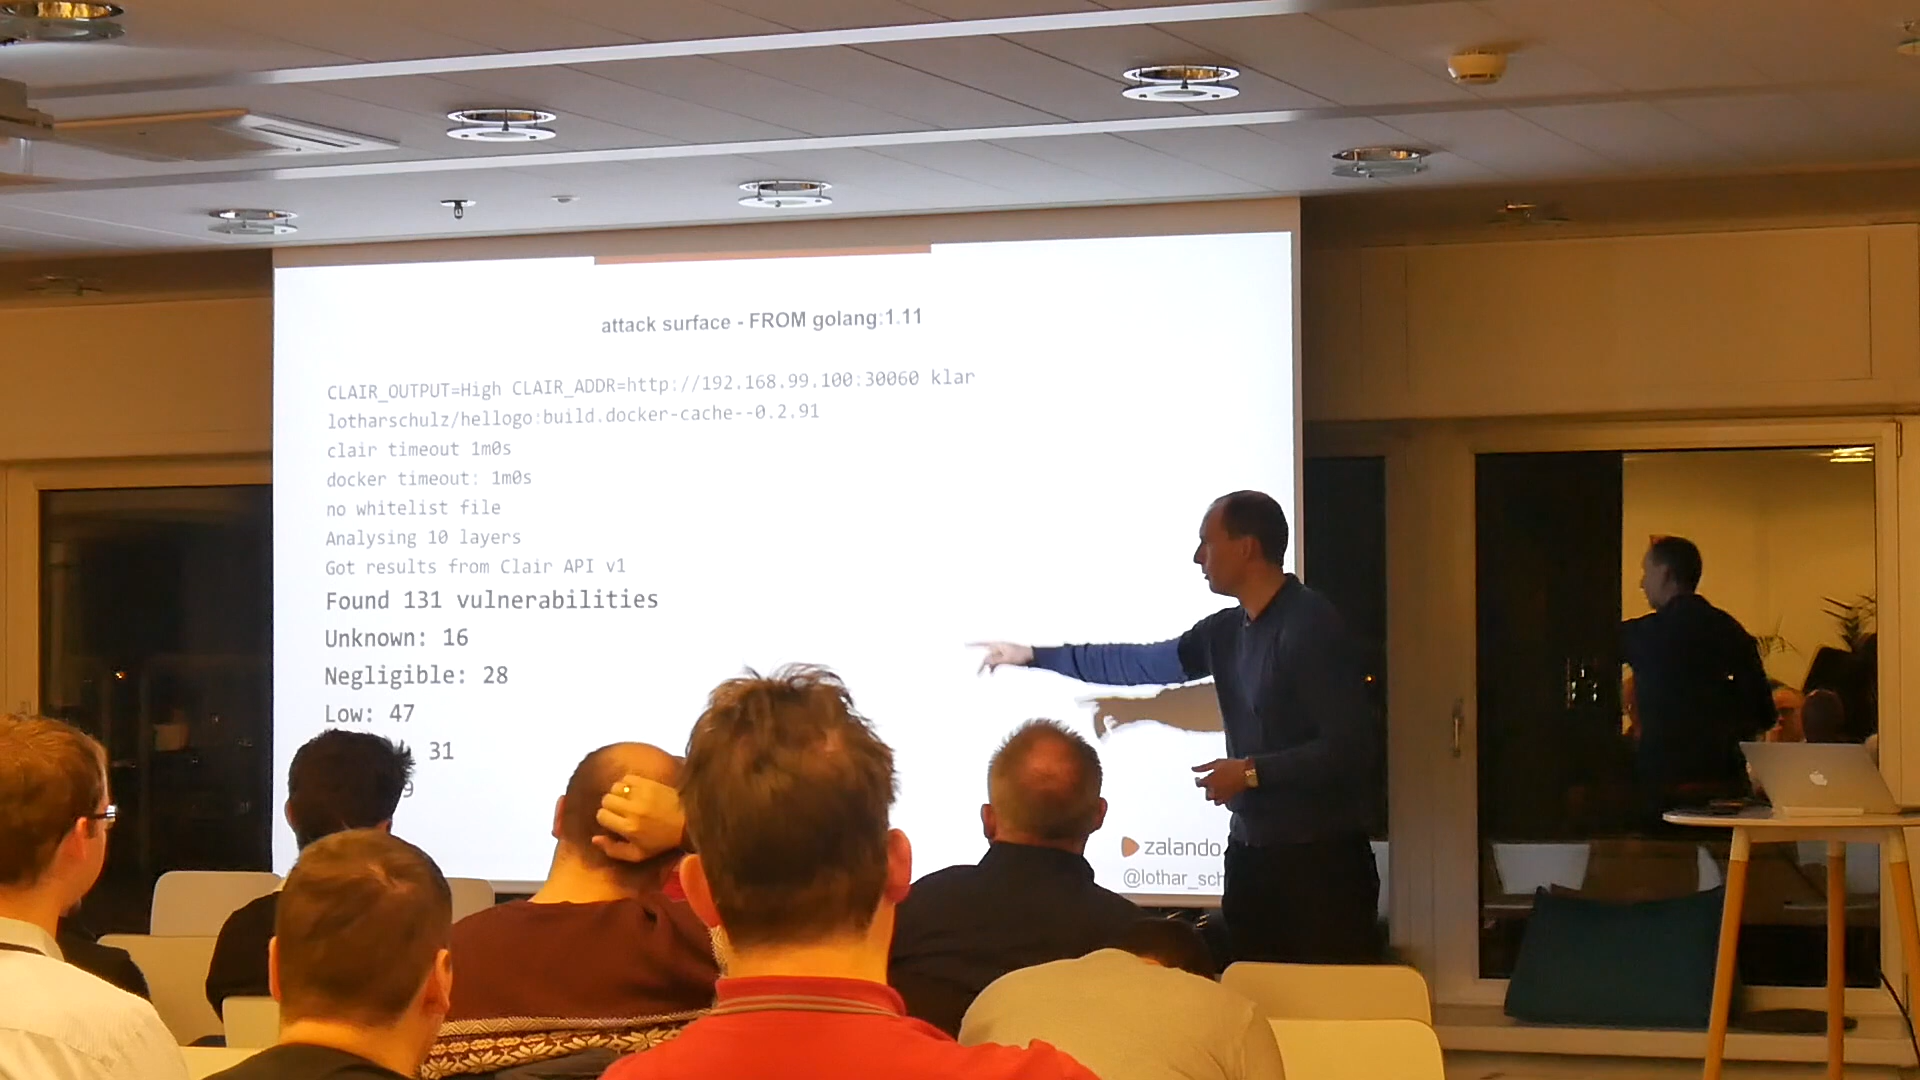 attack surface - FROM golang:1.11
CLAIR_OUTPUT=High CLAIR_ADDR=http://192.168.99.100:30060 klar
lotharschulz/hellogo:build.docker-cache--0.2.91
clair timeout 1m0s
docker timeout: 1m0s
no whitelist file
Analysing 10 layers
Got results from Clair API v1
Found 131 vulnerabilities
Unknown: 16
Negligible: 28
Low: 47
31
9
zalando
@lothar_sch